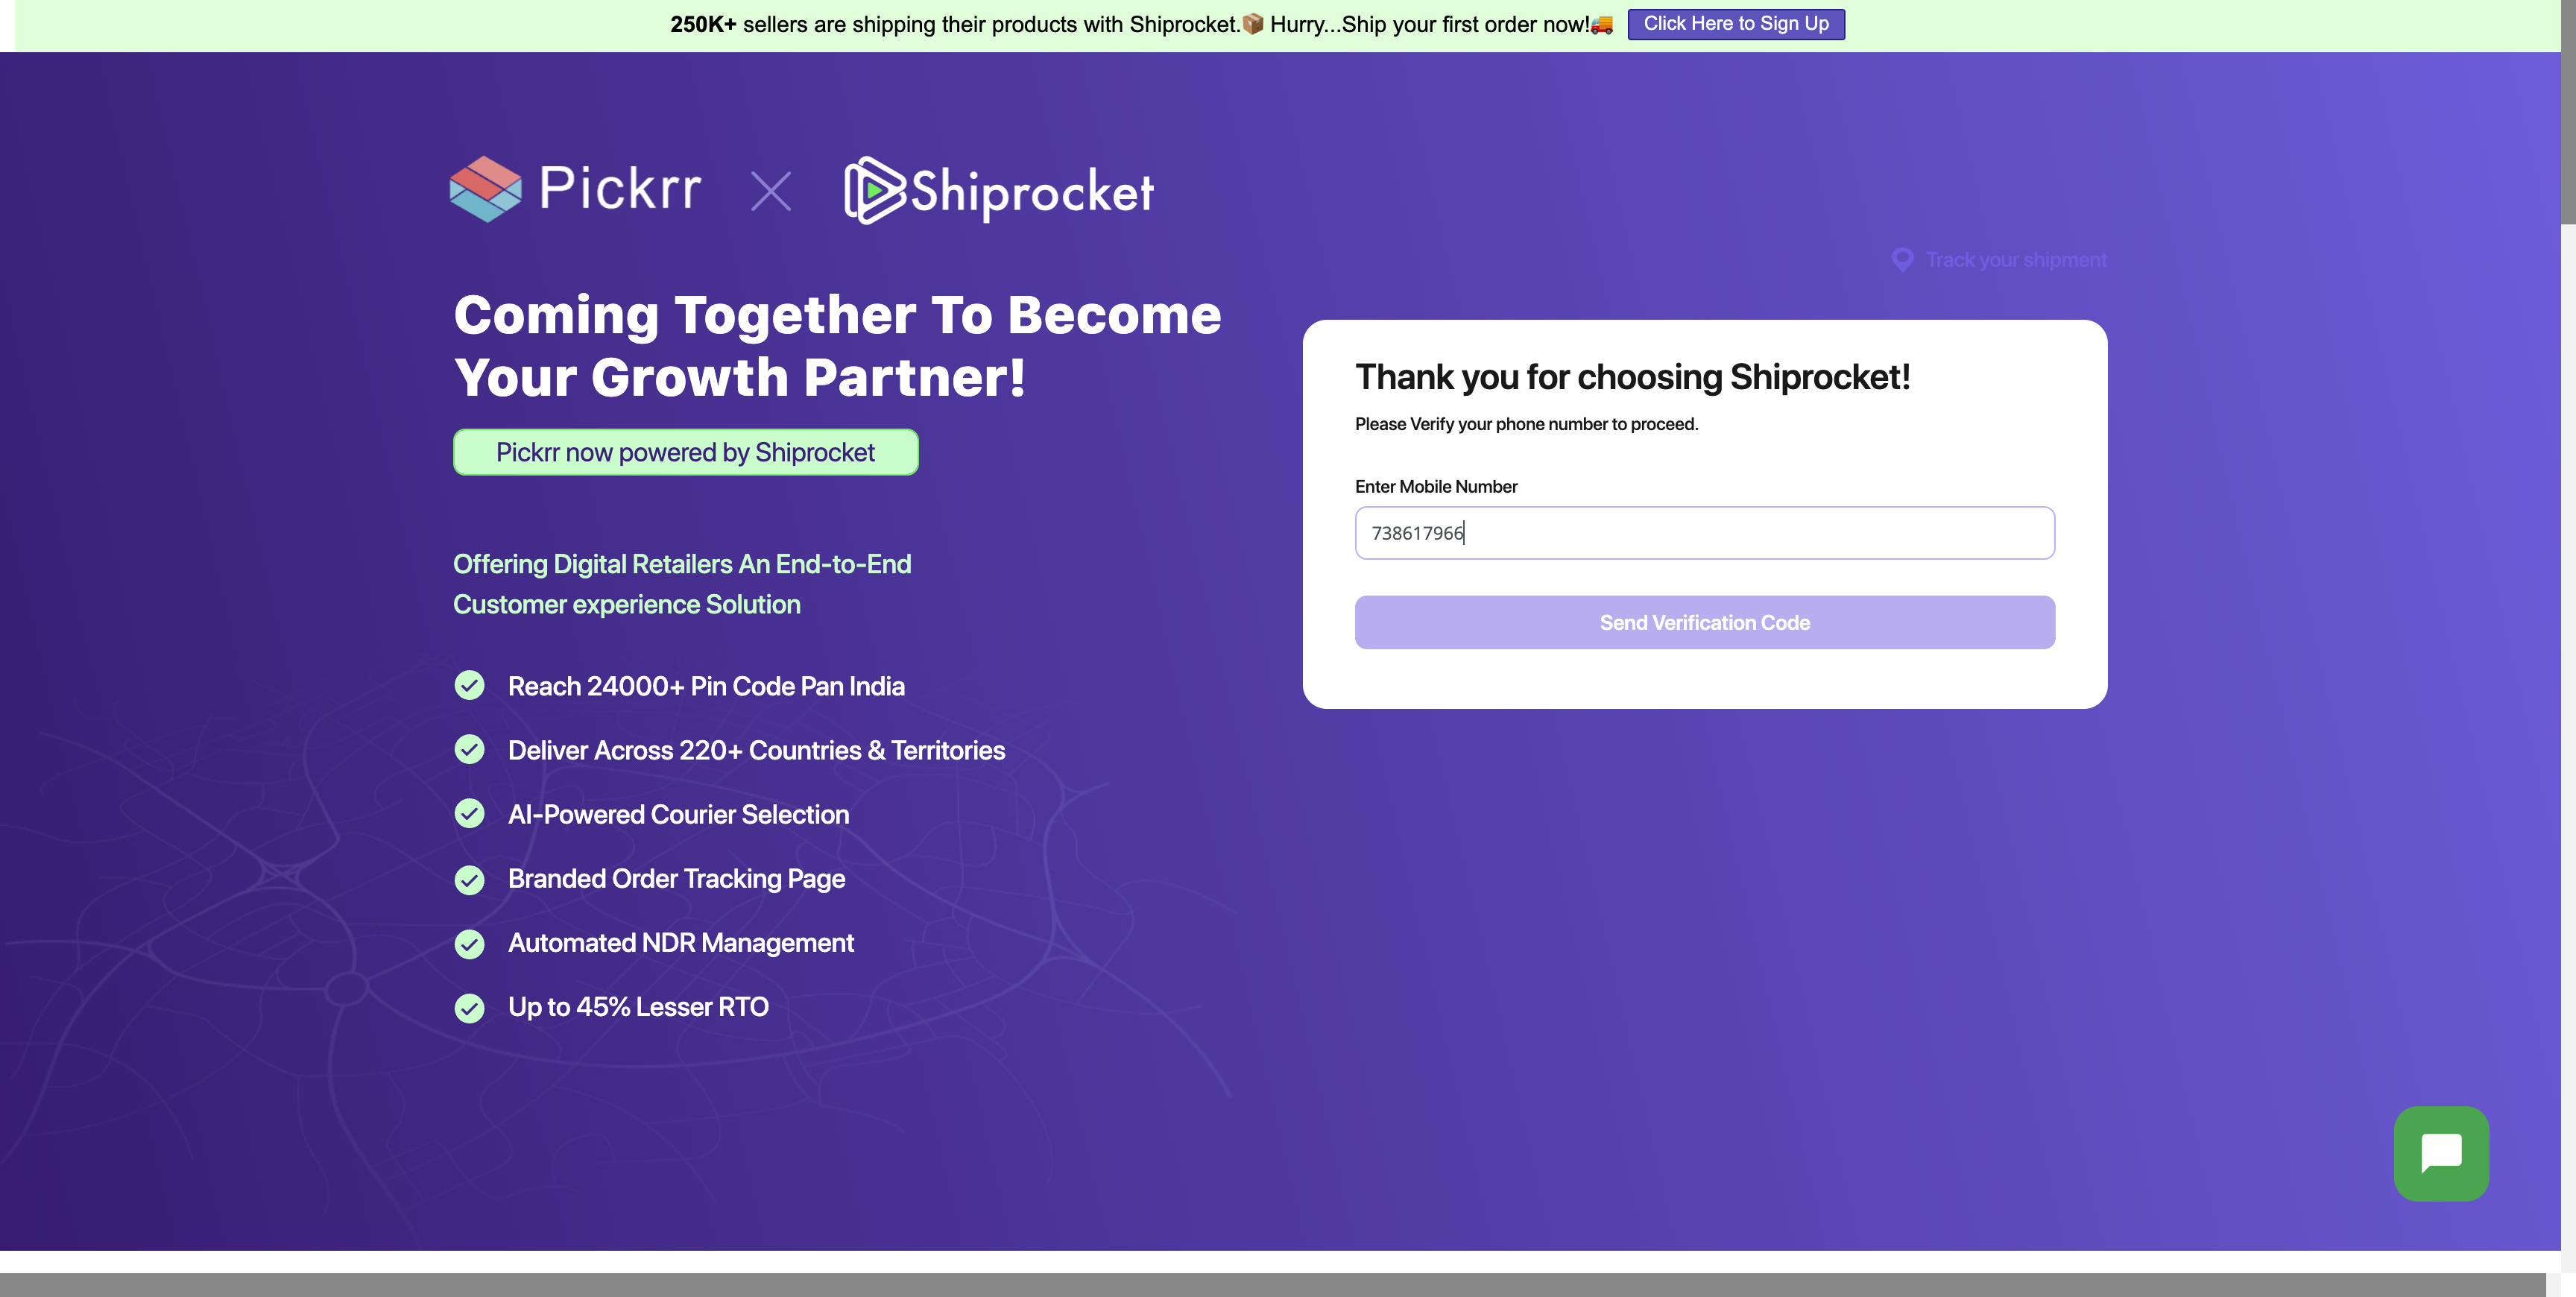 250K+ sellers are shipping their products with Shiprocket.📦 Hurry...Ship your first order now!🚚 Click Here to Sign Up
Pickrr
Shiprocket
Track your shipment
Coming Together To Become
Your Growth Partner!
Pickrr now powered by Shiprocket
Offering Digital Retailers An End-to-End
Customer experience Solution
Reach 24000+ Pin Code Pan India
Deliver Across 220+ Countries & Territories
AI-Powered Courier Selection
Branded Order Tracking Page
Automated NDR Management
Up to 45% Lesser RTO
Thank you for choosing Shiprocket!
Please Verify your phone number to proceed.
Enter Mobile Number
738617966
Send Verification Code